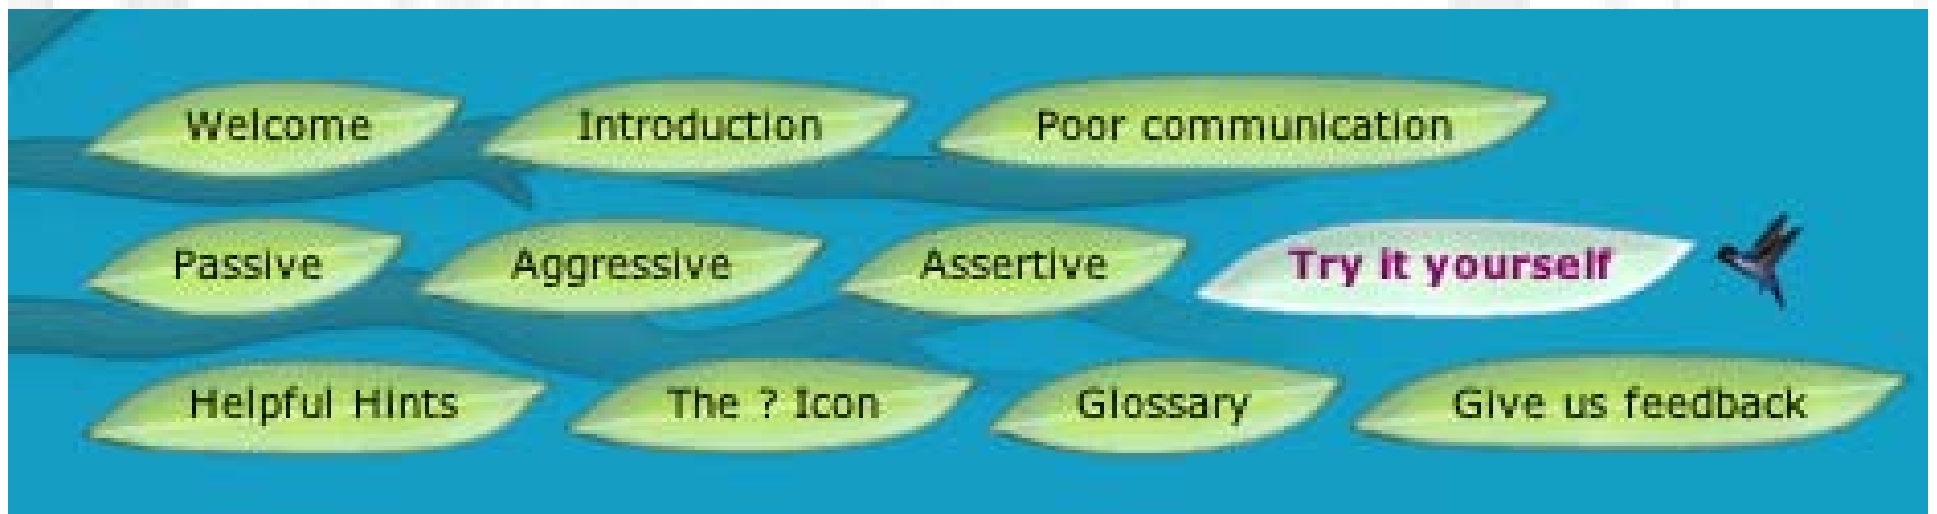 Welcome Introduction Poor communication
Passive Aggressive Assertive Try it yourself
Helpful Hints The ? Icon Glossary Give us feedback